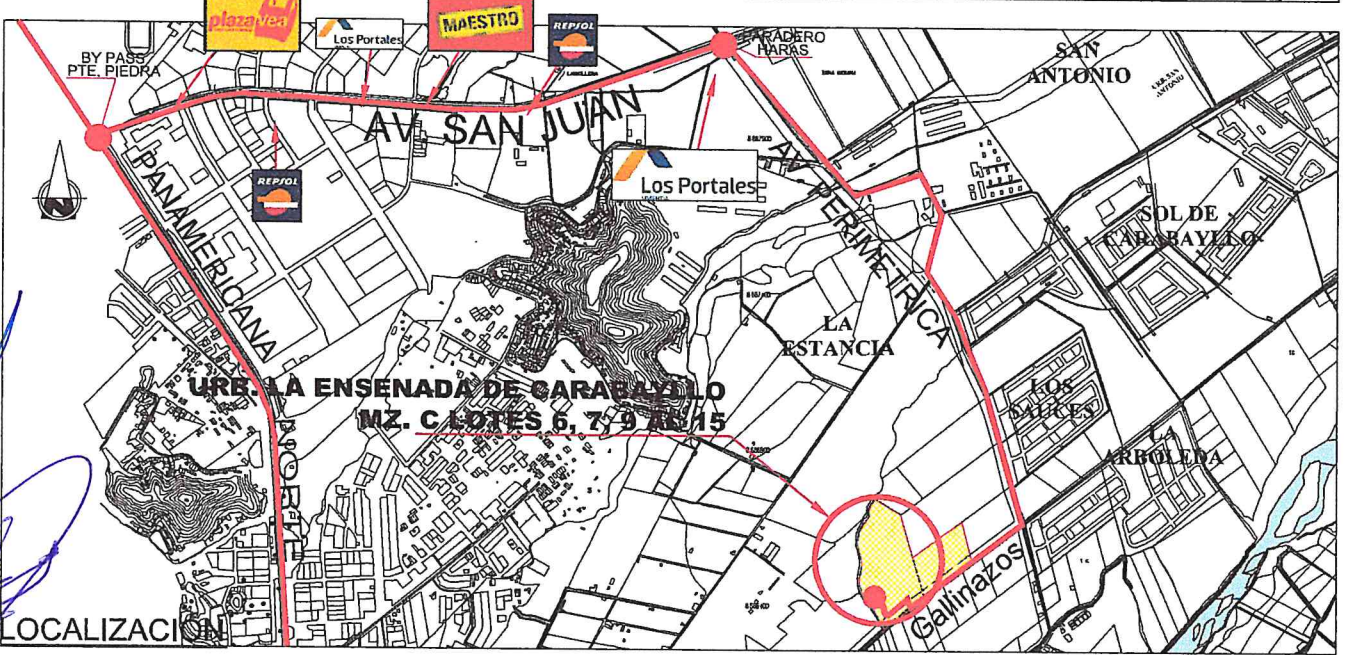 plazaVea
Los Portales
MAESTRO
REPSOL
BY PASS
PTE. PIEDRA
PARADERO
HARAS
SAN
ANTONIO
AV. SAN JUAN
REPSOL
Los Portales
PANAMERICANA
NORTE
AV PERIMETRICA
SOL DE
CARABAYLLO
LA
ESTANCIA
URB. LA ENSENADA DE CARABAYLLO
MZ. C LOTES 6, 7, 9 AL 15
LOS
SAUCES
LA
ARBOLEDA
Gallinazos
LOCALIZACIÓN
N